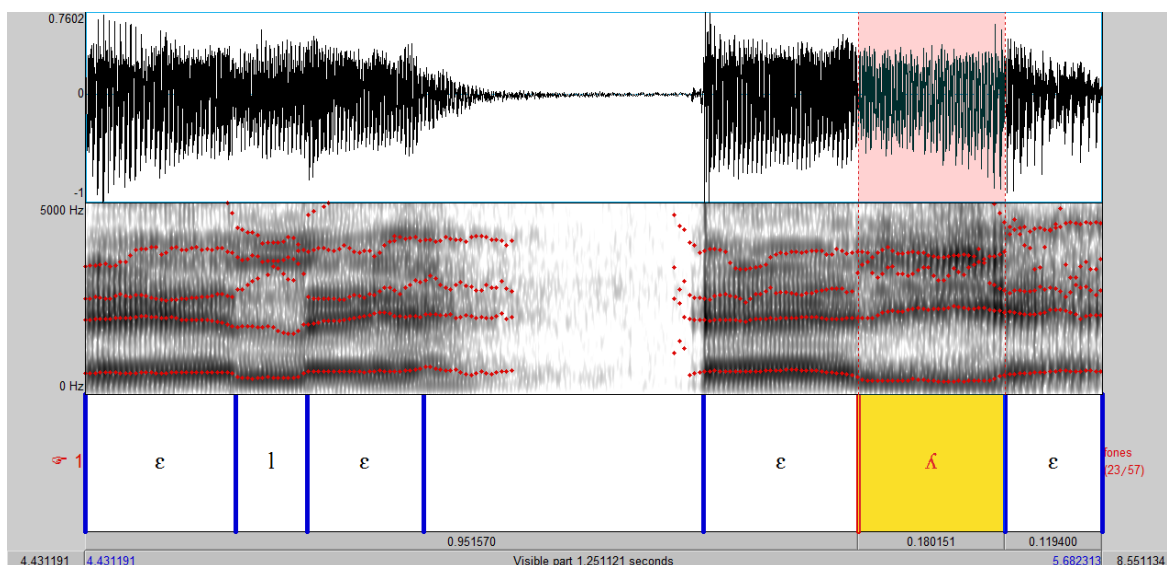 0.7602
0
-1
5000 Hz
0 Hz
☞ 1 ɛ l ɛ ɛ ʎ ɛ fones
(23/57)
0.951570 0.180151 0.119400
4.431191 4.431191 Visible part 1.251121 seconds 5.682313 8.551134